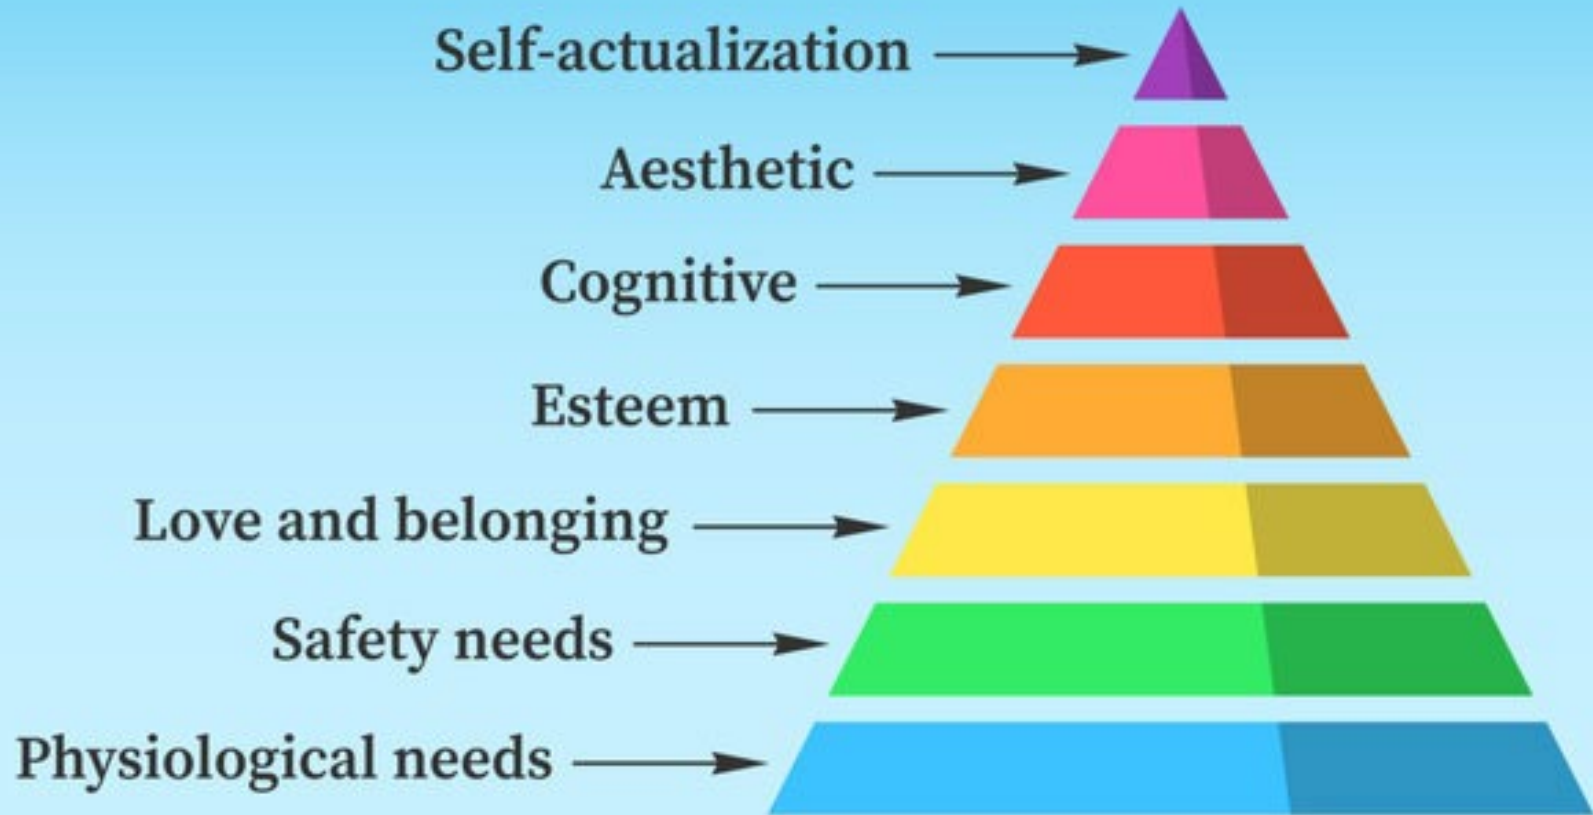 Self-actualization
Aesthetic
Cognitive
Esteem
Love and belonging
Safety needs
Physiological needs